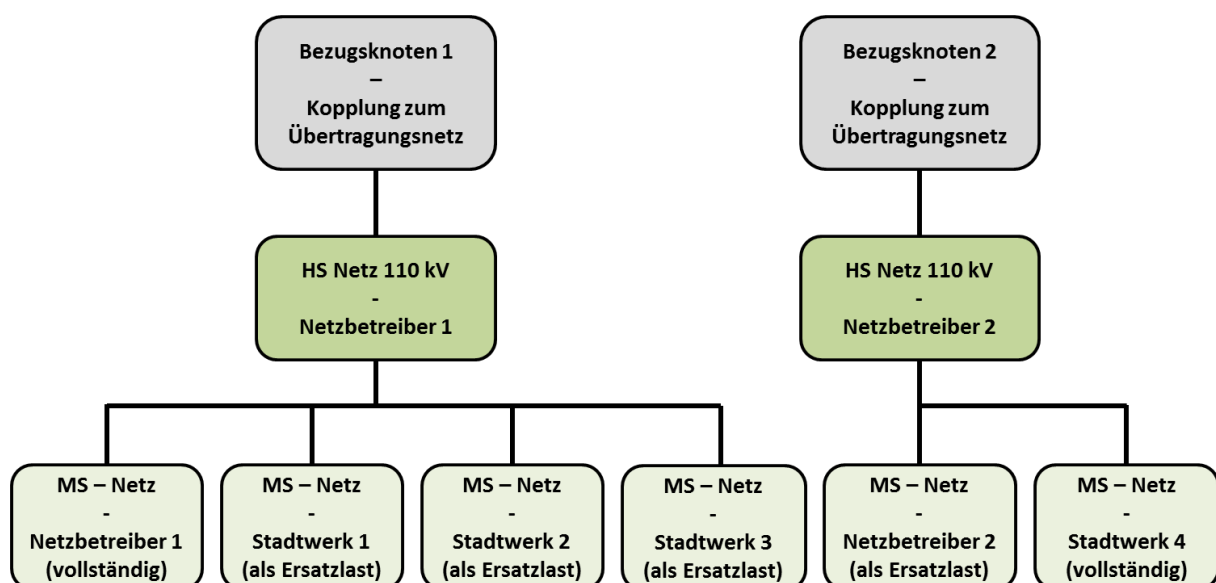 Bezugsknoten 1
–
Kopplung zum
Übertragungsnetz
Bezugsknoten 2
–
Kopplung zum
Übertragungsnetz
HS Netz 110 kV
-
Netzbetreiber 1
HS Netz 110 kV
-
Netzbetreiber 2
MS – Netz
-
Netzbetreiber 1
(vollständig)
MS – Netz
-
Stadtwerk 1
(als Ersatzlast)
MS – Netz
-
Stadtwerk 2
(als Ersatzlast)
MS – Netz
-
Stadtwerk 3
(als Ersatzlast)
MS – Netz
-
Netzbetreiber 2
(als Ersatzlast)
MS – Netz
-
Stadtwerk 4
(vollständig)